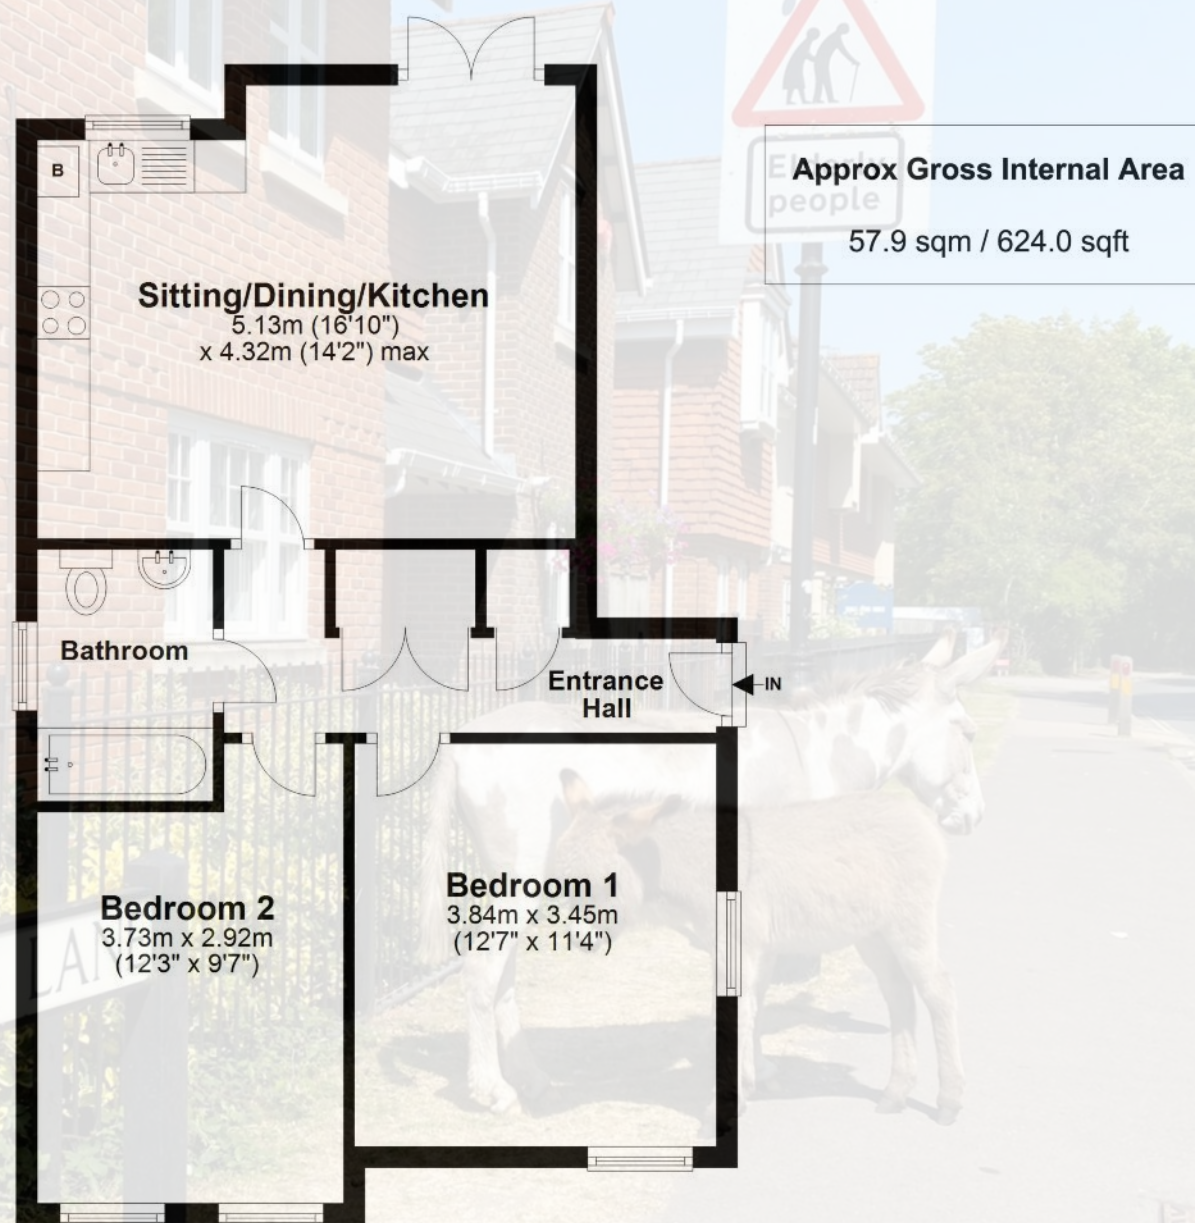 Elderly
people
Approx Gross Internal Area
57.9 sqm / 624.0 sqft
B
Sitting/Dining/Kitchen
5.13m (16'10")
x 4.32m (14'2") max
Bathroom
Entrance
Hall
IN
Bedroom 1
3.84m x 3.45m
(12'7" x 11'4")
Bedroom 2
3.73m x 2.92m
(12'3" x 9'7")
LAN